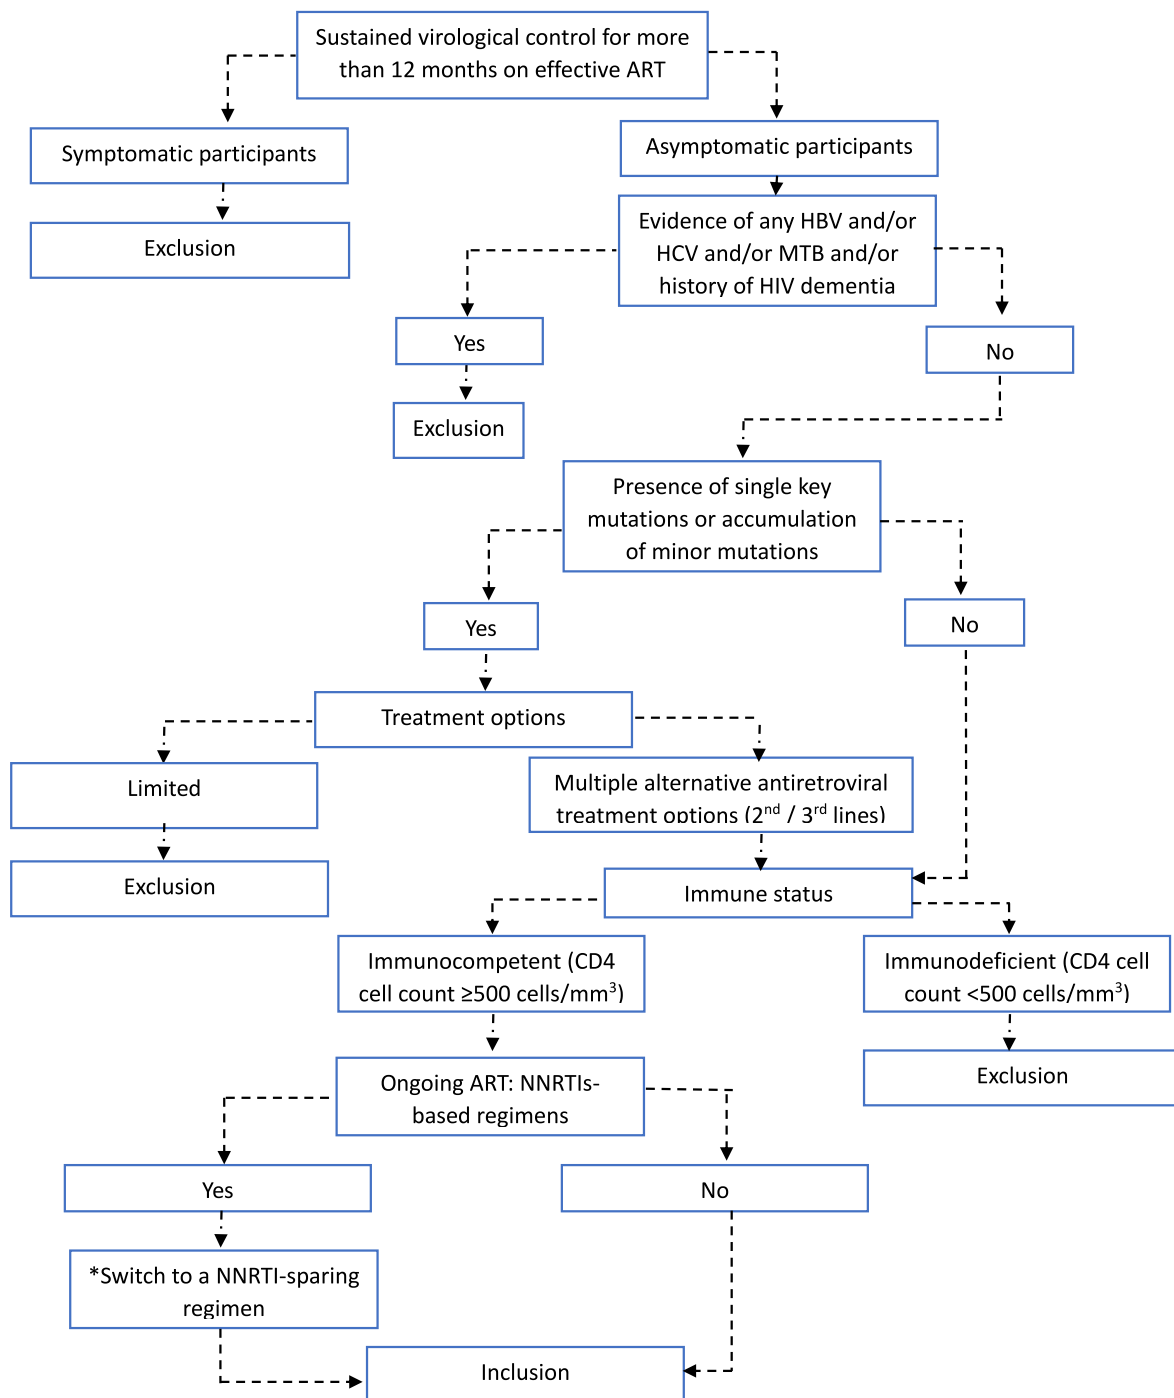 Sustained virological control for more
than 12 months on effective ART
Symptomatic participants
Asymptomatic participants
Exclusion
Evidence of any HBV and/or
HCV and/or MTB and/or
history of HIV dementia
Yes
No
Exclusion
Presence of single key
mutations or accumulation
of minor mutations
Yes
No
Treatment options
Limited
Multiple alternative antiretroviral
treatment options (2nd / 3rd lines)
Exclusion
Immune status
Immunocompetent (CD4
cell count ≥500 cells/mm³)
Immunodeficient (CD4 cell
count <500 cells/mm³)
Ongoing ART: NNRTIs-
based regimens
Exclusion
Yes
No
*Switch to a NNRTI-sparing
regimen
Inclusion